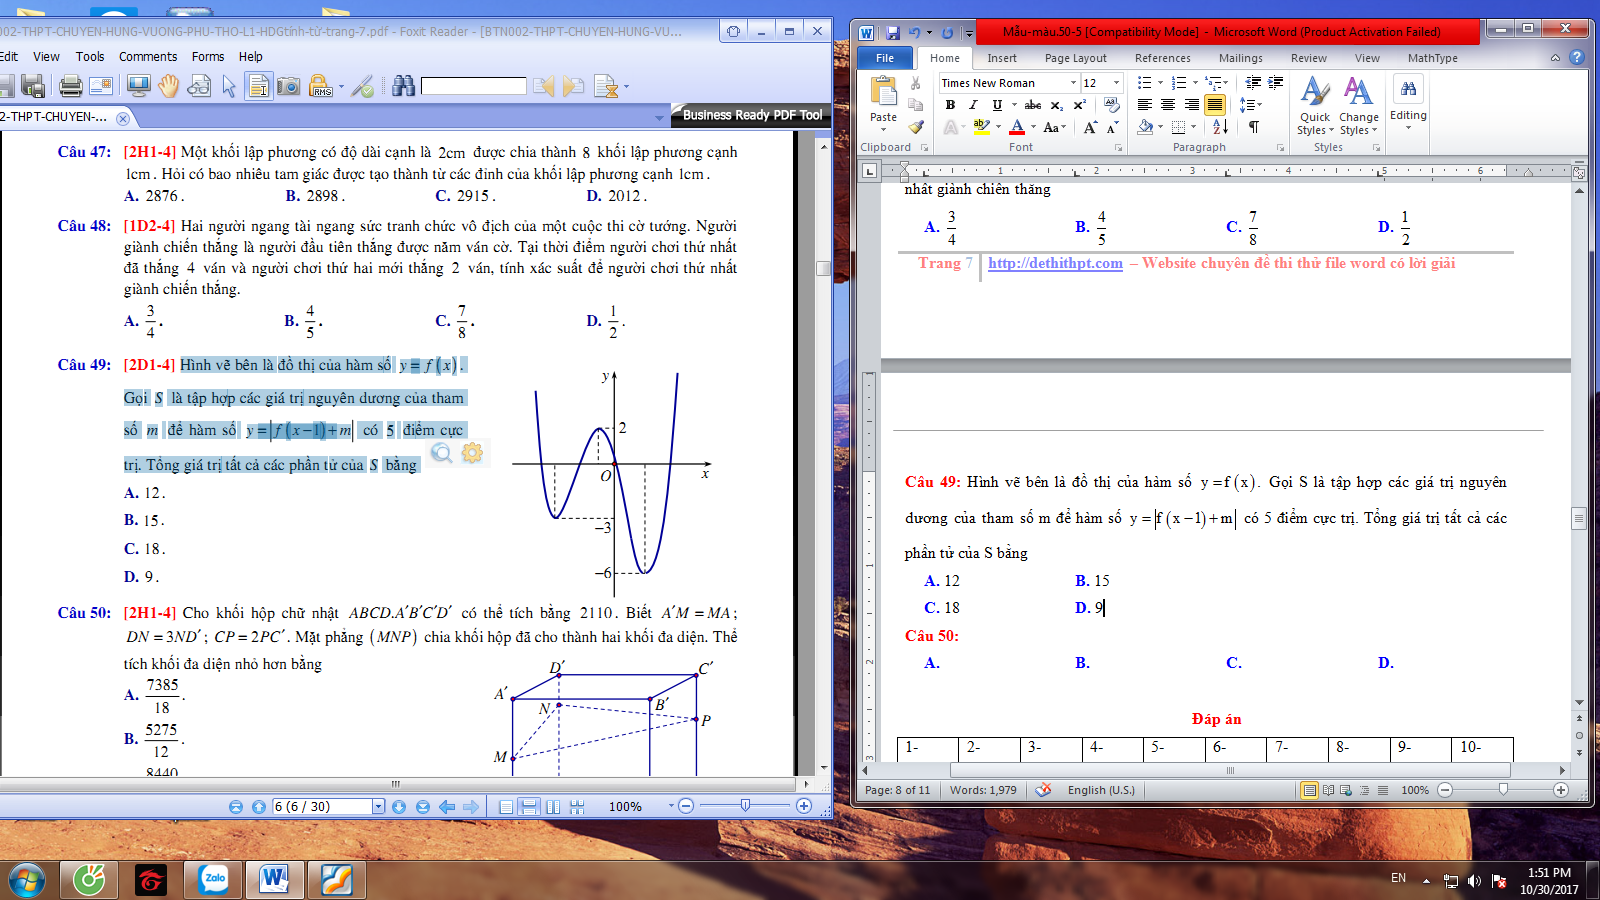 002-THPT-CHUYEN-HUNG-VUONG-PHU-THO-L1-HDGtính-từ-trang-7.pdf - Foxit Reader - [BTN002-THPT-CHUYEN-HUNG-VU...
Edit View Tools Comments Forms Help
2-THPT-CHUYEN-...
Business Ready PDF Tool
Câu 47: [2H1-4] Một khối lập phương có độ dài cạnh là 2cm được chia thành 8 khối lập phương cạnh
1cm. Hỏi có bao nhiêu tam giác được tạo thành từ các đỉnh của khối lập phương cạnh 1cm.
A. 2876. B. 2898. C. 2915. D. 2012.
Câu 48: [1D2-4] Hai người ngang tài ngang sức tranh chức vô địch của một cuộc thi cờ tướng. Người
giành chiến thắng là người đầu tiên thắng được năm ván cờ. Tại thời điểm người chơi thứ nhất
đã thắng 4 ván và người chơi thứ hai mới thắng 2 ván, tính xác suất để người chơi thứ nhất
giành chiến thắng.
A. 3/4. B. 4/5. C. 7/8. D. 1/2.
Câu 49: [2D1-4] Hình vẽ bên là đồ thị của hàm số y = f(x).
Gọi S là tập hợp các giá trị nguyên dương của tham
số m để hàm số y = |f(x−1)+m| có 5 điểm cực
trị. Tổng giá trị tất cả các phần tử của S bằng
A. 12.
B. 15.
C. 18.
D. 9.
y
2
O
x
−3
−6
Câu 50: [2H1-4] Cho khối hộp chữ nhật ABCD.A′B′C′D′ có thể tích bằng 2110. Biết A′M = MA;
DN = 3ND′; CP = 2PC′. Mặt phẳng (MNP) chia khối hộp đã cho thành hai khối đa diện. Thể
tích khối đa diện nhỏ hơn bằng
A. 7385/18.
B. 5275/12.
8440
D′
C′
A′
N
B′
P
M
6 (6 / 30)
100%
Mẫu-màu.50-5 [Compatibility Mode] - Microsoft Word (Product Activation Failed)
File Home Insert Page Layout References Mailings Review View MathType
Times New Roman 12
Paste
Quick Styles
Change Styles
Editing
Clipboard Font Paragraph Styles
1 2 3 4 5 6
nhất giành chiến thắng
A. 3/4 B. 4/5 C. 7/8 D. 1/2
Trang 7 http://dethithpt.com – Website chuyên đề thi thử file word có lời giải
Câu 49: Hình vẽ bên là đồ thị của hàm số y = f(x). Gọi S là tập hợp các giá trị nguyên
dương của tham số m để hàm số y = |f(x−1)+m| có 5 điểm cực trị. Tổng giá trị tất cả các
phần tử của S bằng
A. 12 B. 15
C. 18 D. 9
Câu 50:
A. B. C. D.
Đáp án
1- 2- 3- 4- 5- 6- 7- 8- 9- 10-
Page: 8 of 11 Words: 1,979 English (U.S.) 100%
Zalo
EN
1:51 PM
10/30/2017